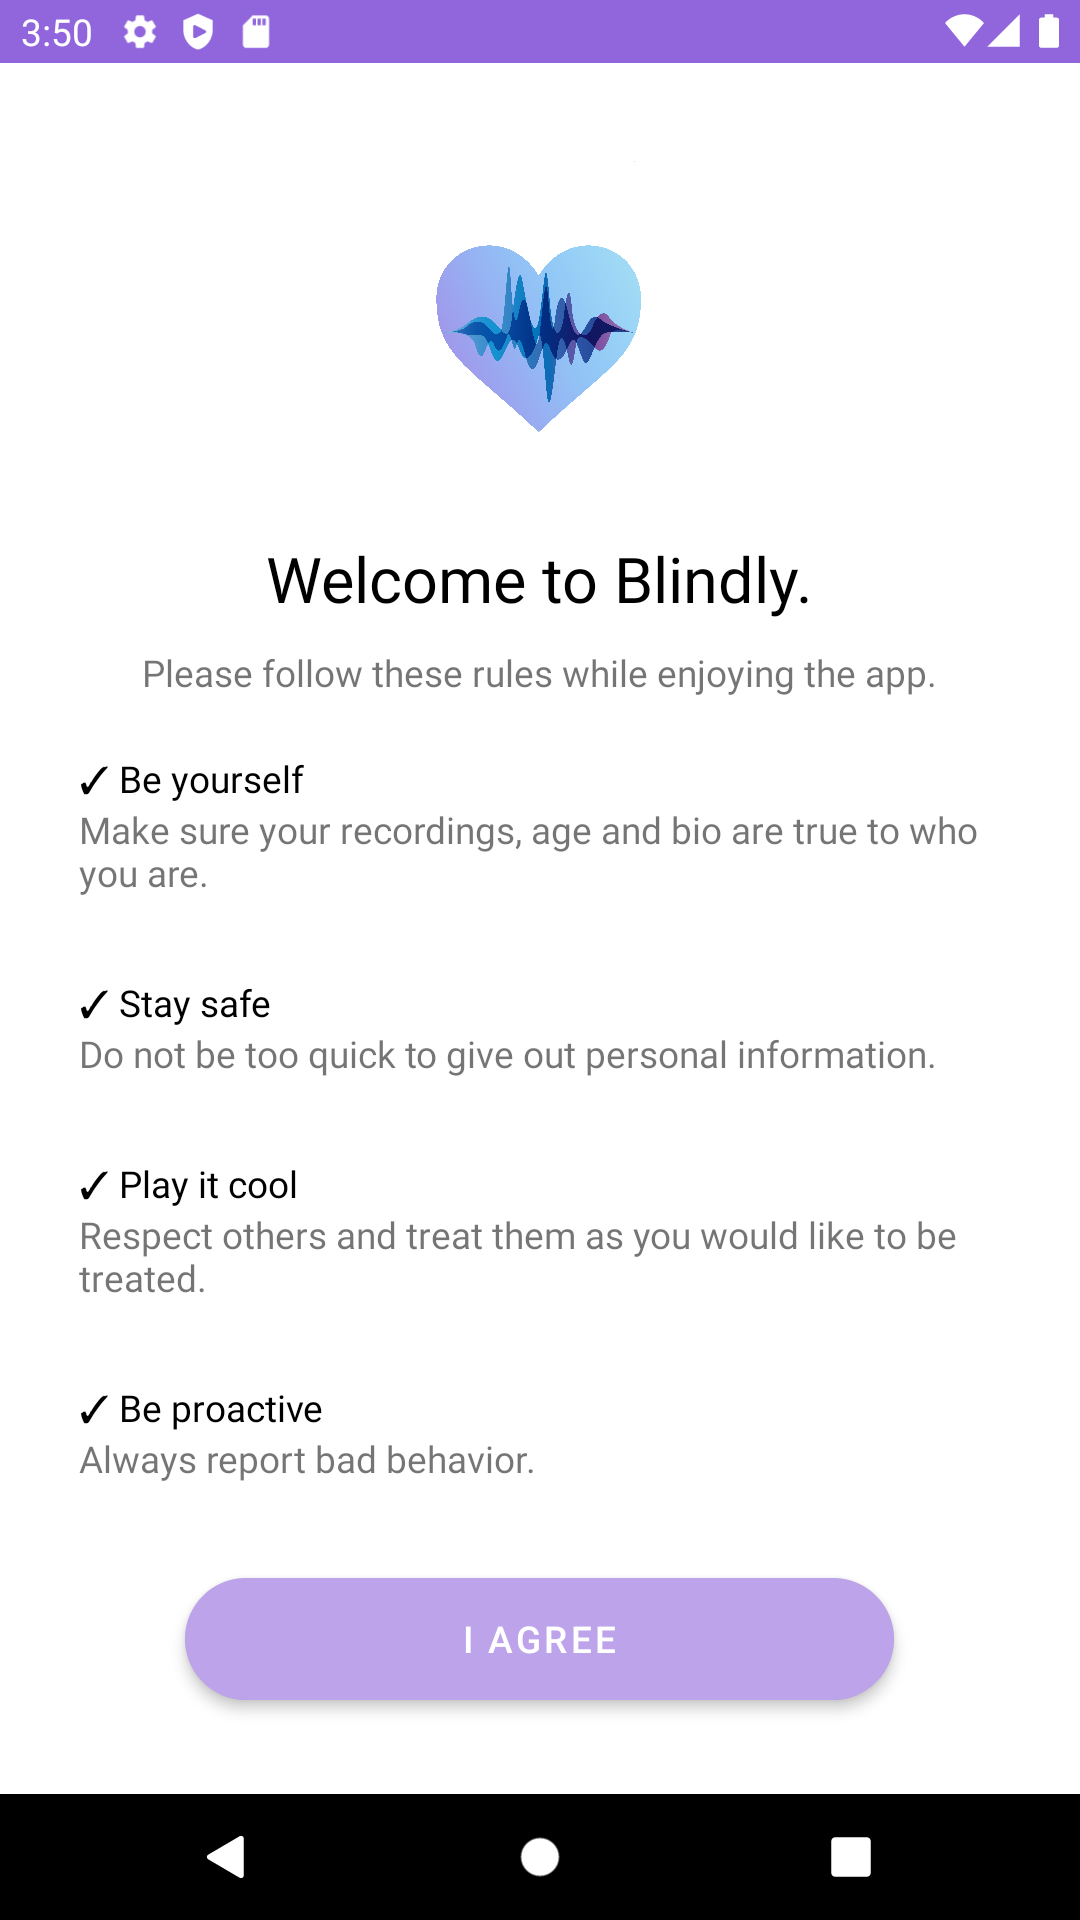 3:50
Welcome to Blindly.
Please follow these rules while enjoying the app.
✓ Be yourself
Make sure your recordings, age and bio are true to who
you are.
✓ Stay safe
Do not be too quick to give out personal information.
✓ Play it cool
Respect others and treat them as you would like to be
treated.
✓ Be proactive
Always report bad behavior.
I AGREE